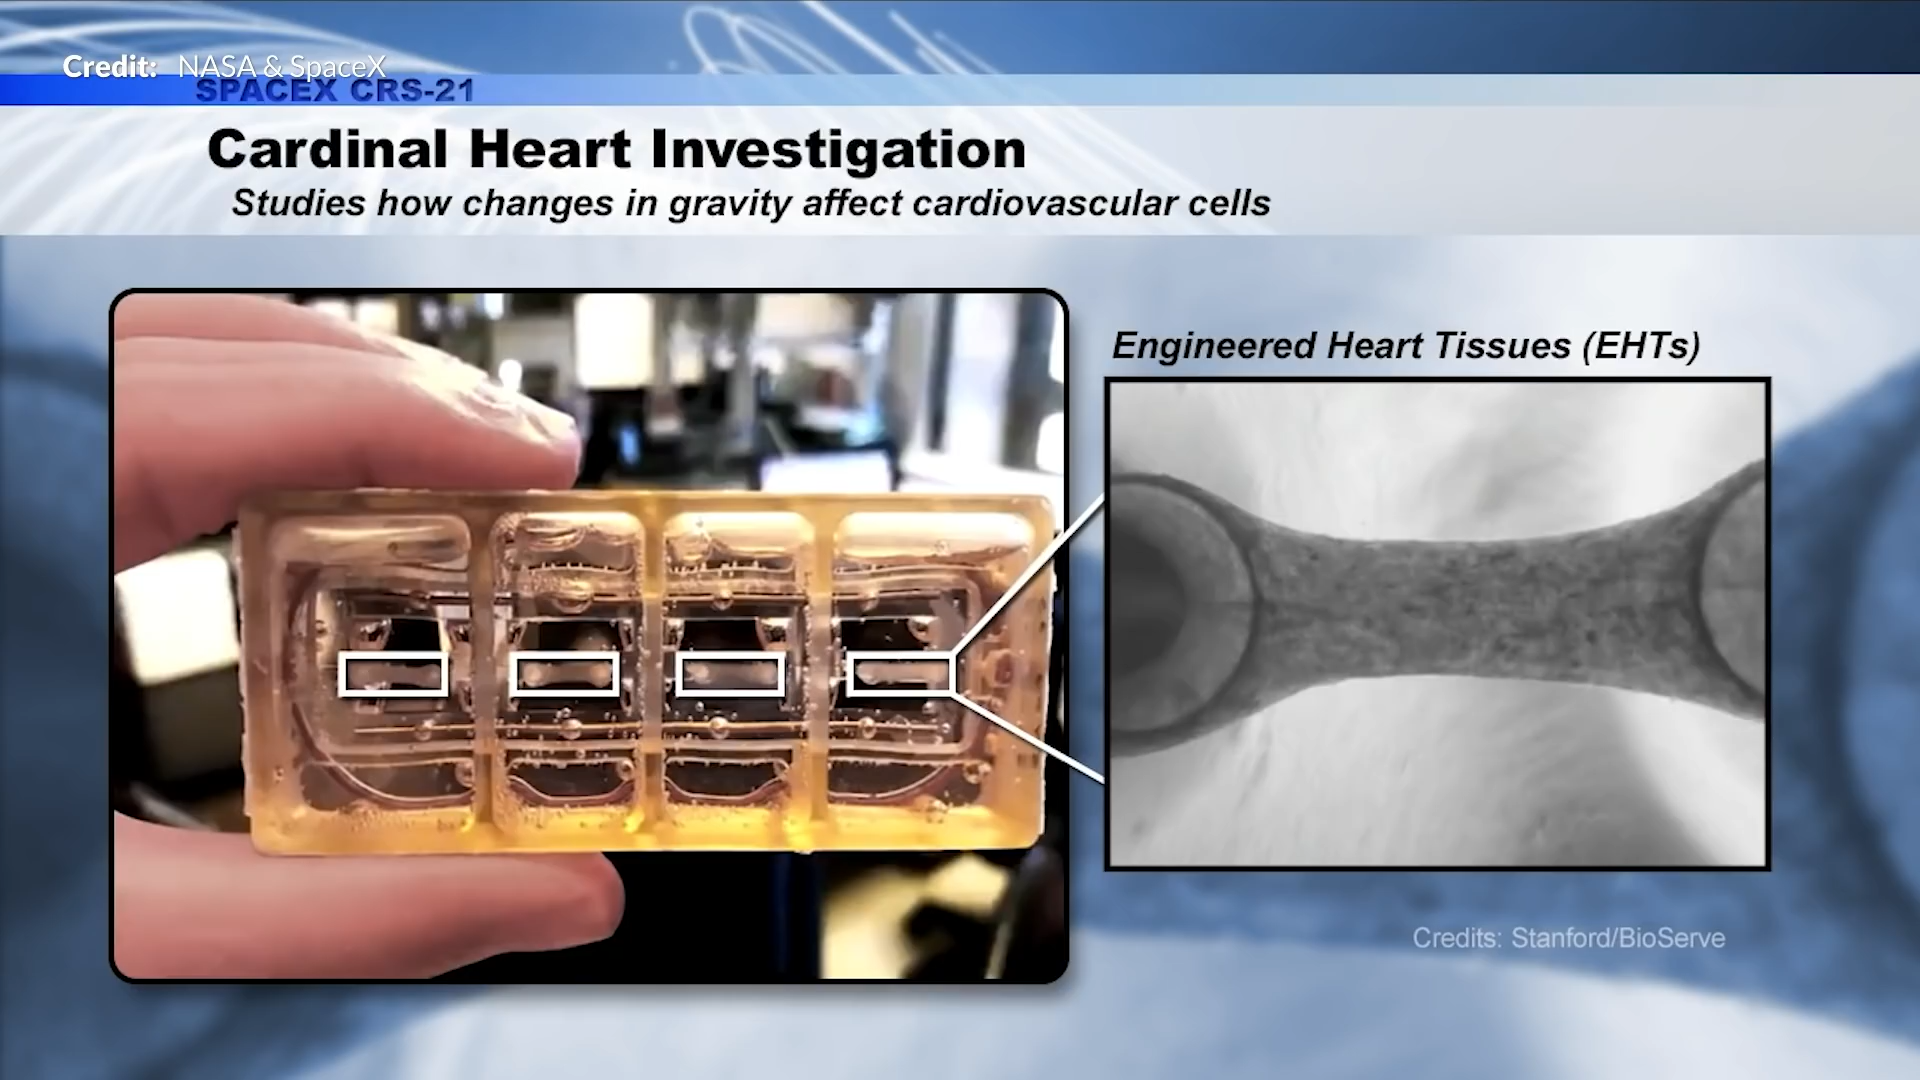 Credit: NASA & SpaceX
SPACEX CRS-21
Cardinal Heart Investigation
Studies how changes in gravity affect cardiovascular cells
Engineered Heart Tissues (EHTs)
Credits: Stanford/BioServe